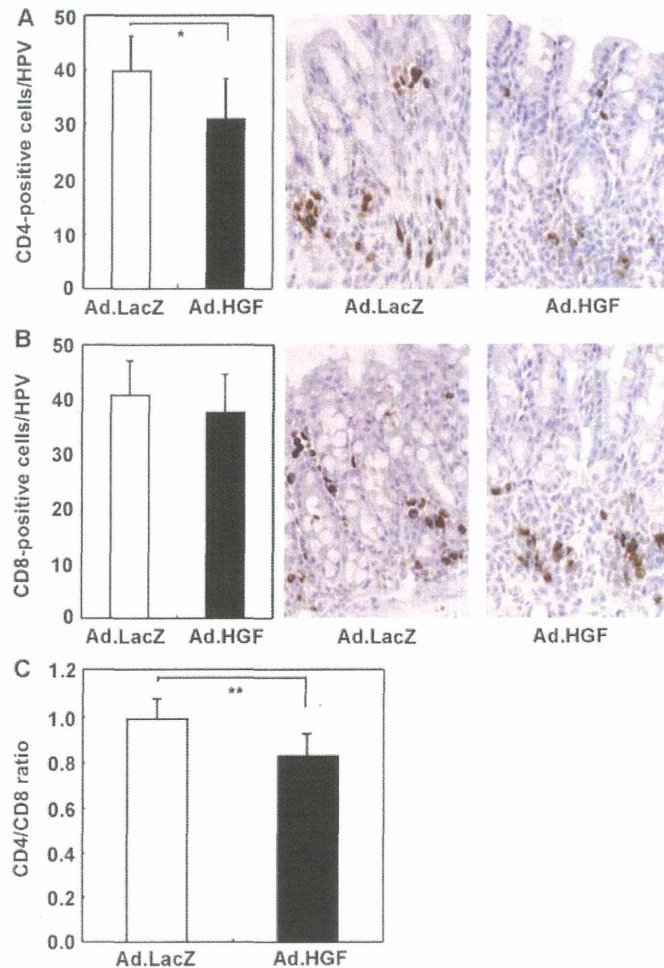 A
CD4-positive cells/HPV
50
40
30
20
10
0
*
Ad.LacZ
Ad.HGF
Ad.LacZ
Ad.HGF
B
CD8-positive cells/HPV
50
40
30
20
10
0
Ad.LacZ
Ad.HGF
Ad.LacZ
Ad.HGF
C
CD4/CD8 ratio
1.2
1.0
0.8
0.6
0.4
0.2
0.0
**
Ad.LacZ
Ad.HGF